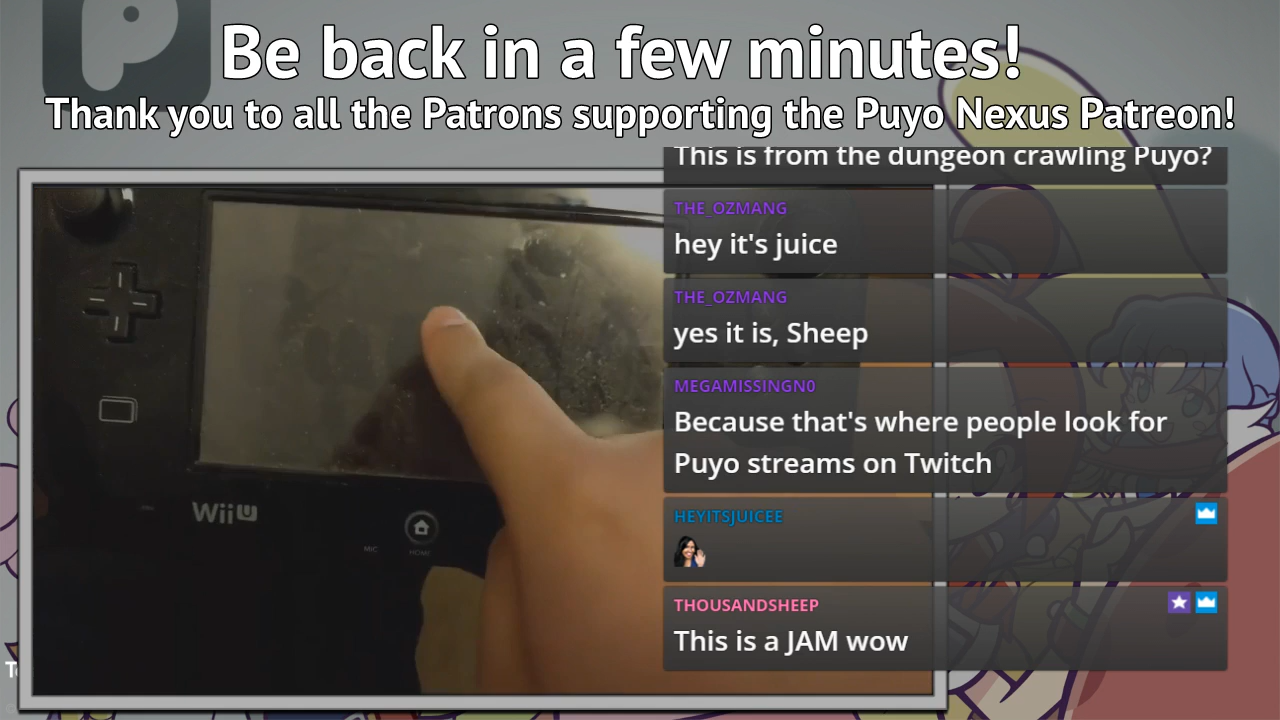 Be back in a few minutes!
Thank you to all the Patrons supporting the Puyo Nexus Patreon!
This is from the dungeon crawling Puyo?
THE_OZMANG
hey it's juice
THE_OZMANG
yes it is, Sheep
MEGAMISSINGN0
Because that's where people look for
Puyo streams on Twitch
HEYITSJUICEE
THOUSANDSHEEP
This is a JAM wow
Wii U
MIC
HOME